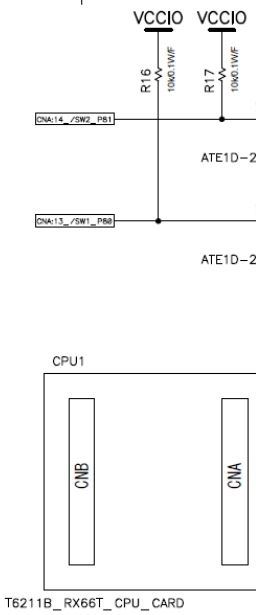 VCCIO VCCIO
R16 10k0.1W/F R17 10k0.1W/F
CNA:14_/SW2_P81
ATE1D-2
CNA:13_/SW1_P80
ATE1D-2
CPU1
CNB CNA
T6211B_RX66T_CPU_CARD